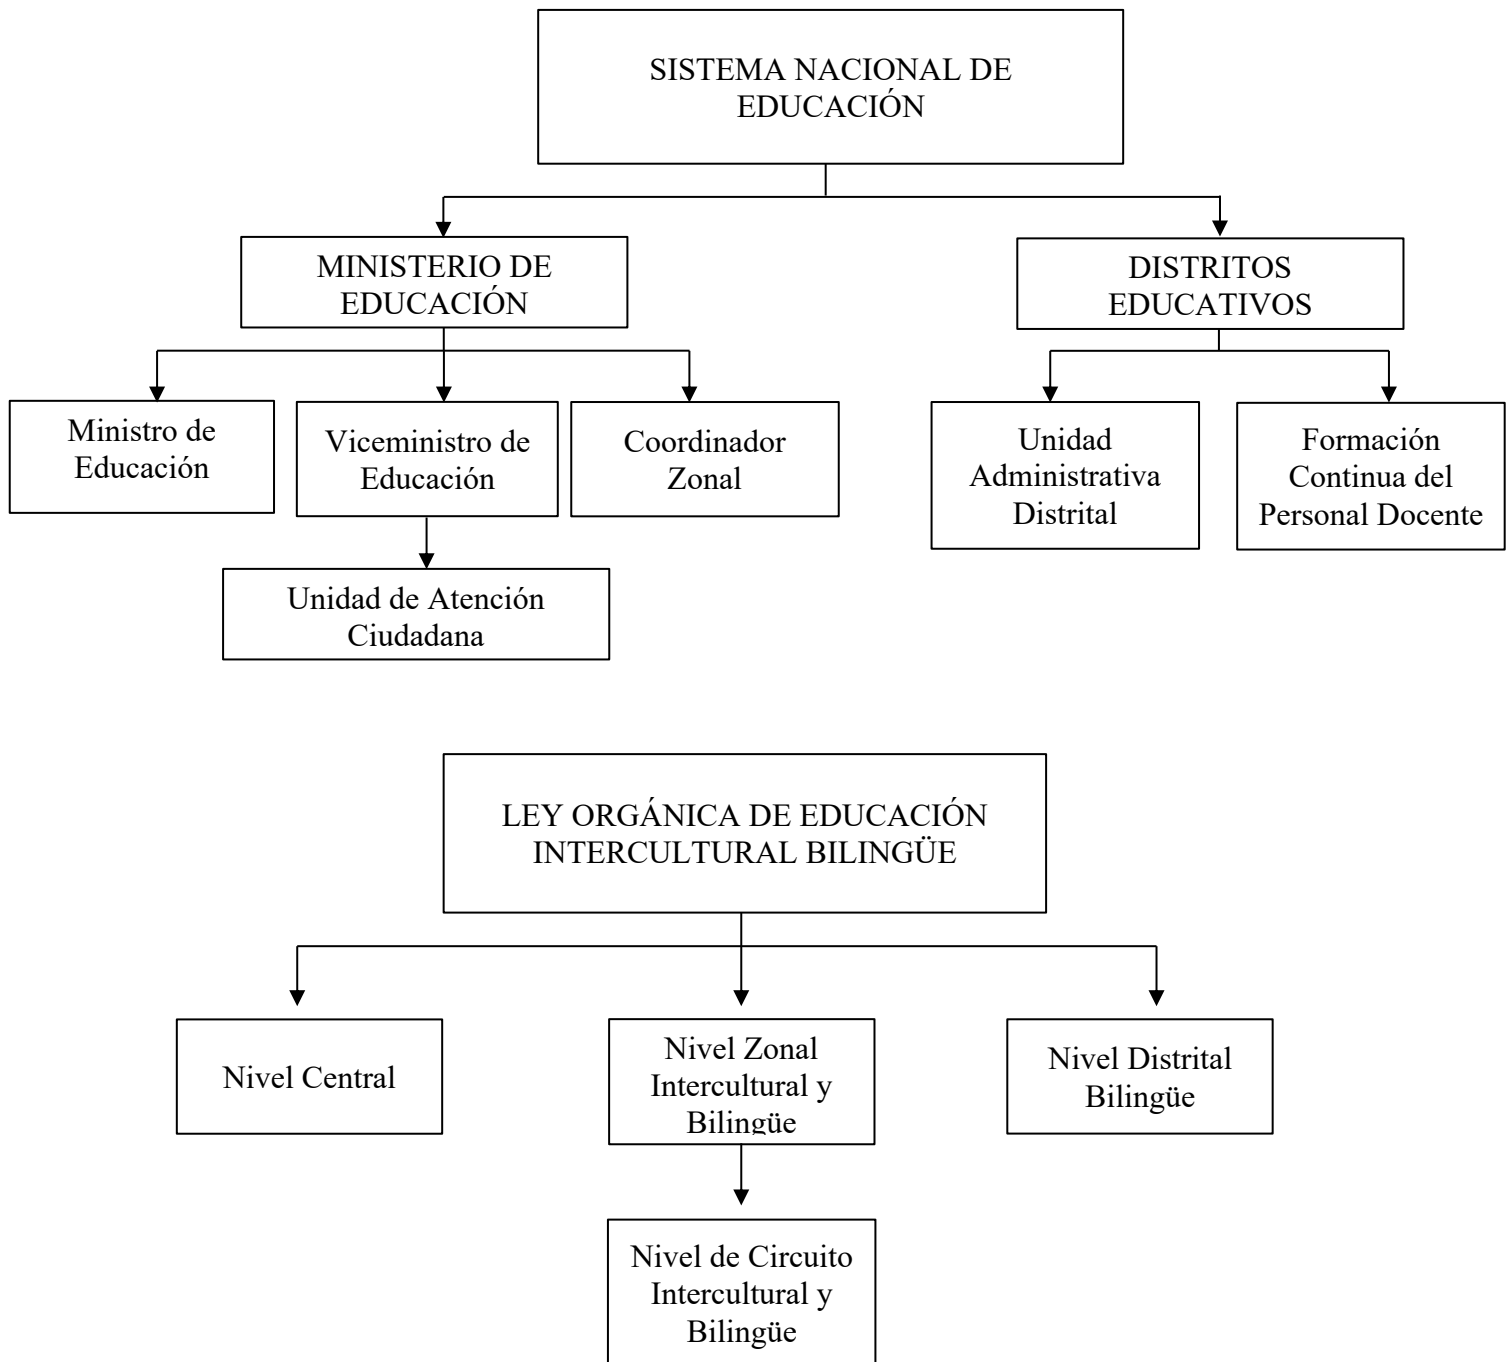 SISTEMA NACIONAL DE
EDUCACIÓN
MINISTERIO DE
EDUCACIÓN
DISTRITOS
EDUCATIVOS
Ministro de
Educación
Viceministro de
Educación
Coordinador
Zonal
Unidad
Administrativa
Distrital
Formación
Continua del
Personal Docente
Unidad de Atención
Ciudadana
LEY ORGÁNICA DE EDUCACIÓN
INTERCULTURAL BILINGÜE
Nivel Central
Nivel Zonal
Intercultural y
Bilingüe
Nivel Distrital
Bilingüe
Nivel de Circuito
Intercultural y
Bilingüe